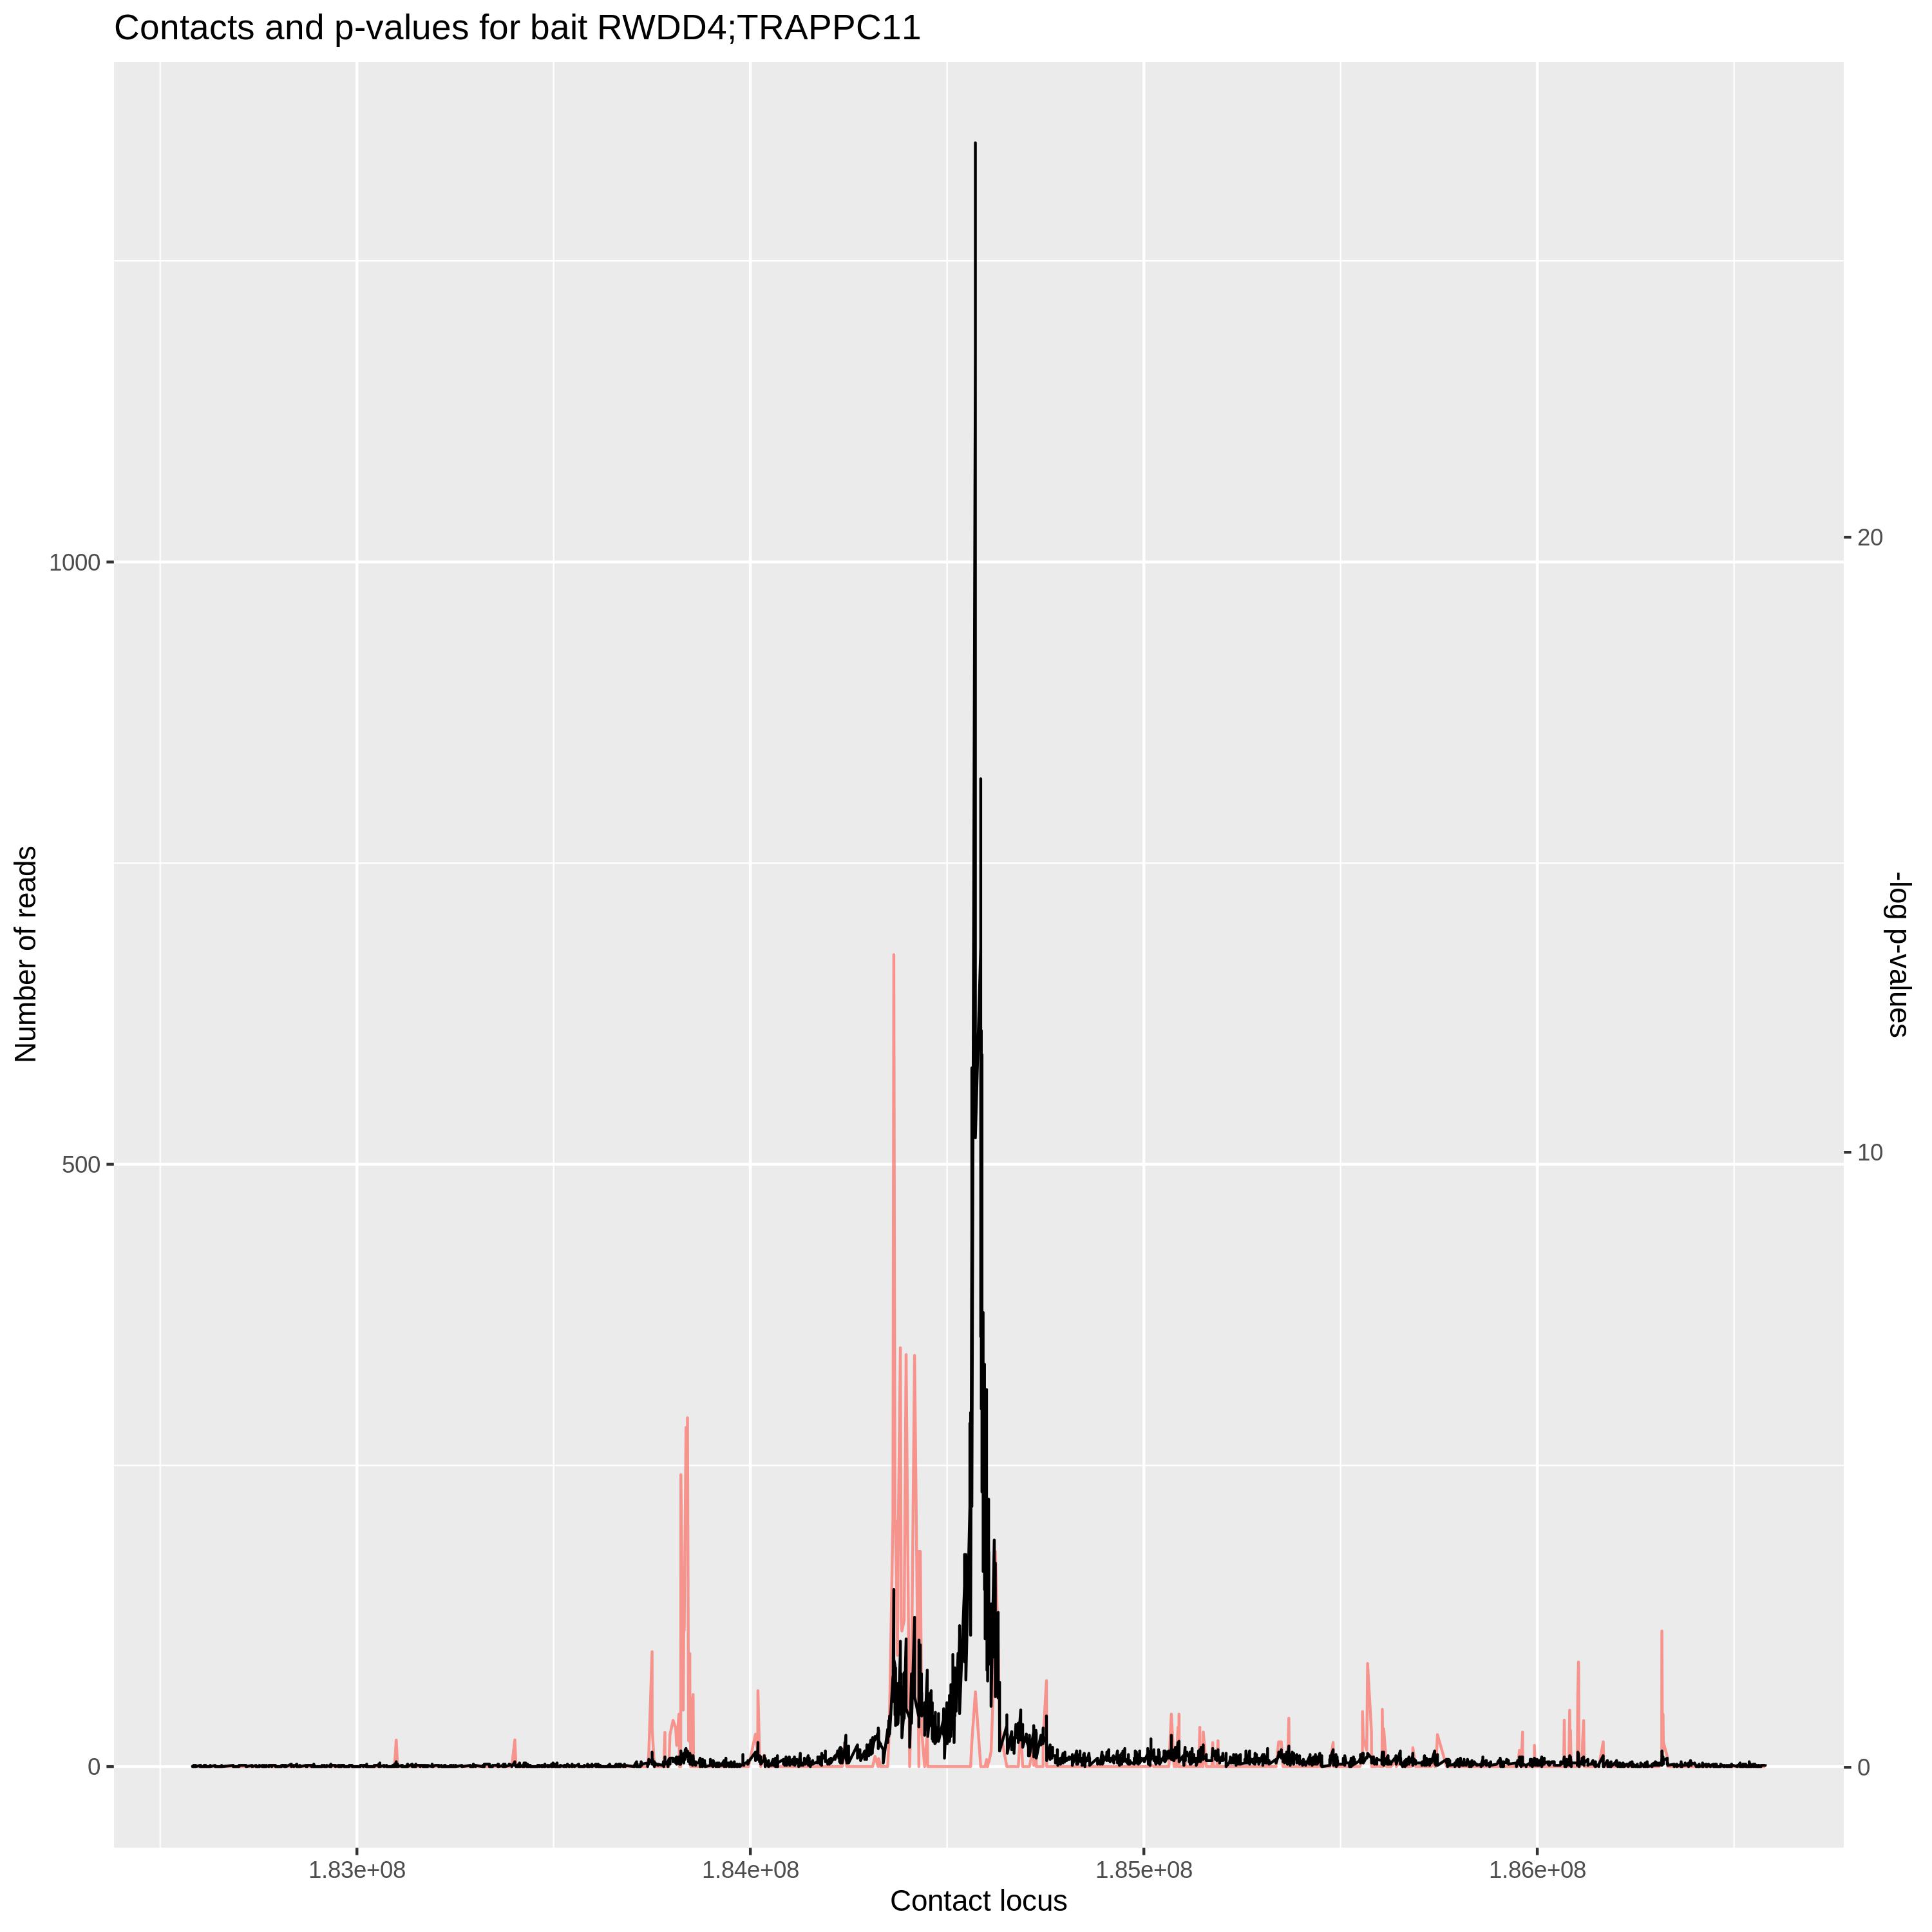 Contacts and p-values for bait RWDD4;TRAPPC11
1000
500
0
Number of reads
20
10
0
-log p-values
1.83e+08
1.84e+08
1.85e+08
1.86e+08
Contact locus